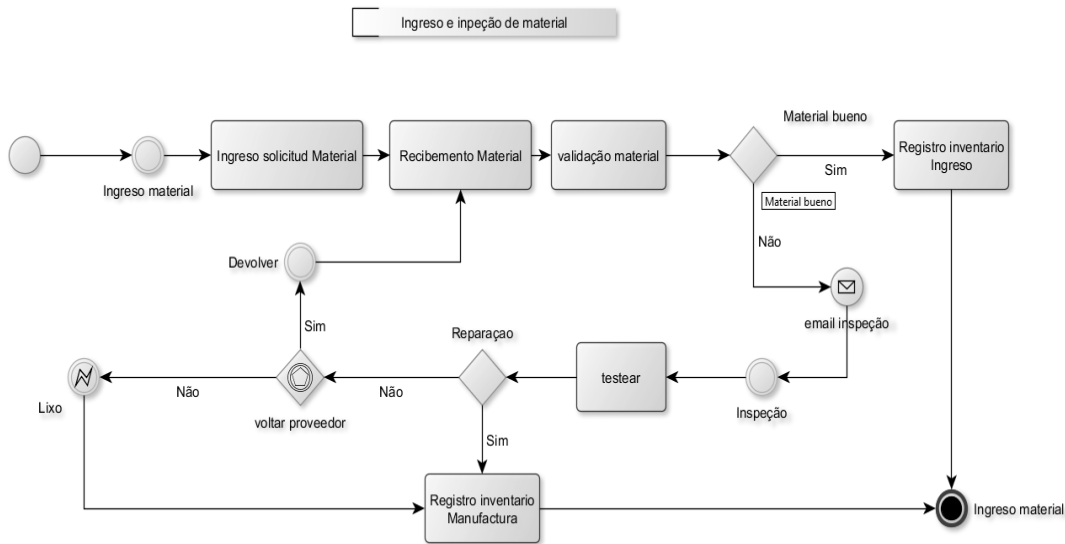 Ingreso e inpeção de material
Material bueno
Ingreso solicitud Material
Recibemento Material
validação material
Registro inventario
Ingreso
Sim
Ingreso material
Material bueno
Não
Devolver
email inspeção
Sim
Reparaçao
testear
Não
Não
Lixo
Inspeção
voltar proveedor
Sim
Registro inventario
Manufactura
Ingreso material